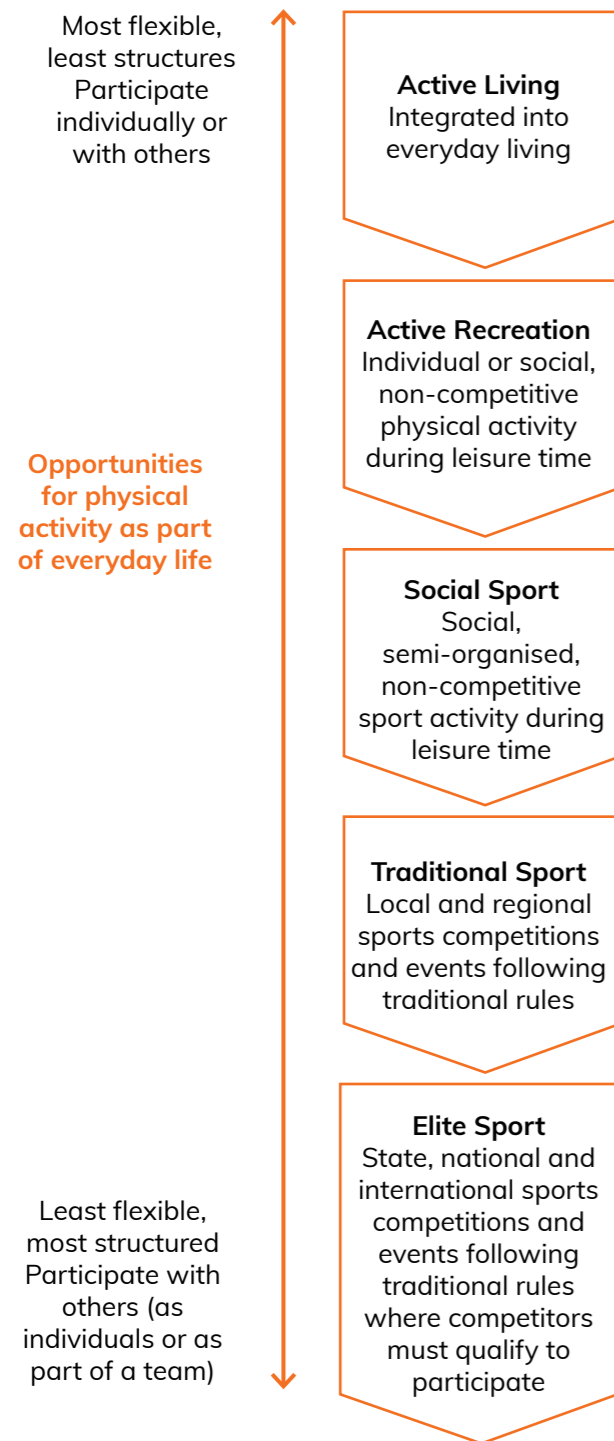 Most flexible,
least structures
Participate
individually or
with others
Active Living
Integrated into
everyday living
Active Recreation
Individual or social,
non-competitive
physical activity
during leisure time
Opportunities
for physical
activity as part
of everyday life
Social Sport
Social,
semi-organised,
non-competitive
sport activity during
leisure time
Traditional Sport
Local and regional
sports competitions
and events following
traditional rules
Elite Sport
State, national and
international sports
competitions and
events following
traditional rules
where competitors
must qualify to
participate
Least flexible,
most structured
Participate with
others (as
individuals or as
part of a team)